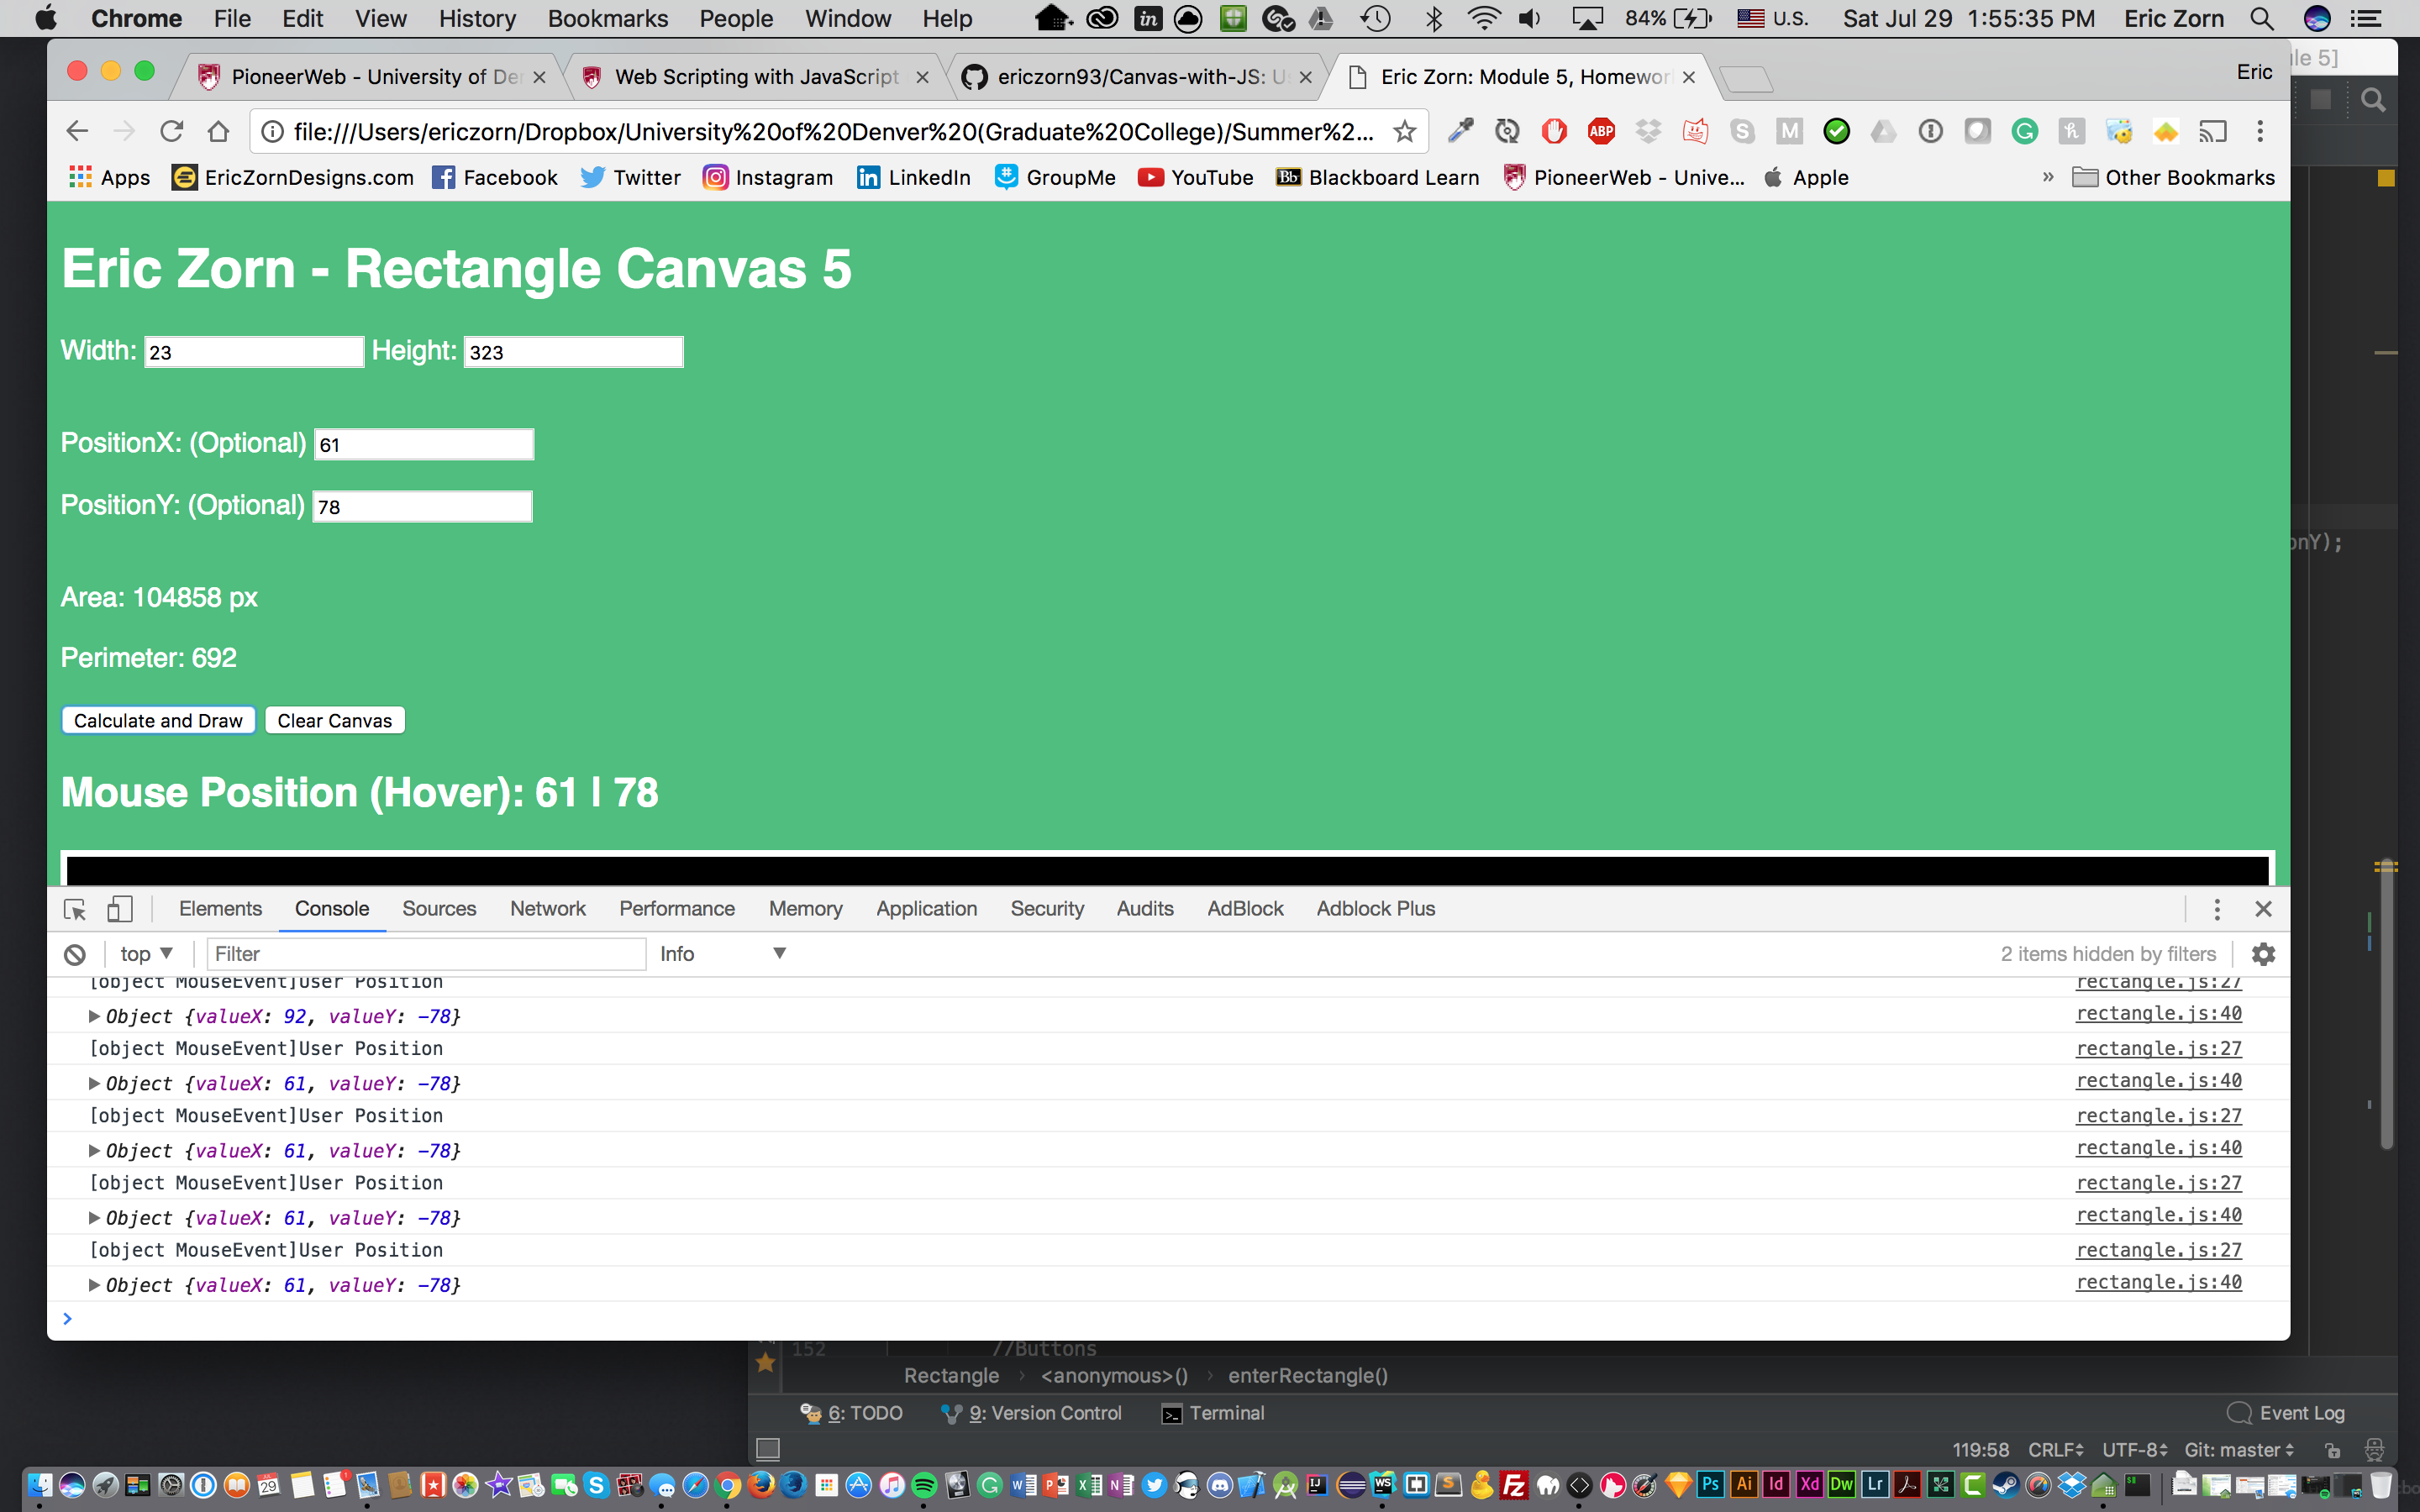 Chrome File Edit View History Bookmarks People Window Help 84% U.S. Sat Jul 29 1:55:35 PM Eric Zorn
PioneerWeb - University of Der Web Scripting with JavaScript ericzorn93/Canvas-with-JS: Us Eric Zorn: Module 5, Homewor Eric
le 5]
file:///Users/ericzorn/Dropbox/University%20of%20Denver%20(Graduate%20College)/Summer%2...
Apps EricZornDesigns.com Facebook Twitter Instagram LinkedIn GroupMe YouTube Blackboard Learn PioneerWeb - Unive... Apple » Other Bookmarks
Eric Zorn - Rectangle Canvas 5
Width: 23 Height: 323
PositionX: (Optional) 61
PositionY: (Optional) 78
onY);
Area: 104858 px
Perimeter: 692
Calculate and Draw Clear Canvas
Mouse Position (Hover): 61 | 78
Elements Console Sources Network Performance Memory Application Security Audits AdBlock Adblock Plus
top Filter Info 2 items hidden by filters
[object MouseEvent]User Position rectangle.js:27
Object {valueX: 92, valueY: -78} rectangle.js:40
[object MouseEvent]User Position rectangle.js:27
Object {valueX: 61, valueY: -78} rectangle.js:40
[object MouseEvent]User Position rectangle.js:27
Object {valueX: 61, valueY: -78} rectangle.js:40
[object MouseEvent]User Position rectangle.js:27
Object {valueX: 61, valueY: -78} rectangle.js:40
[object MouseEvent]User Position rectangle.js:27
Object {valueX: 61, valueY: -78} rectangle.js:40
152 //Buttons
Rectangle › <anonymous>() › enterRectangle()
6: TODO 9: Version Control Terminal Event Log
119:58 CRLF UTF-8 Git: master